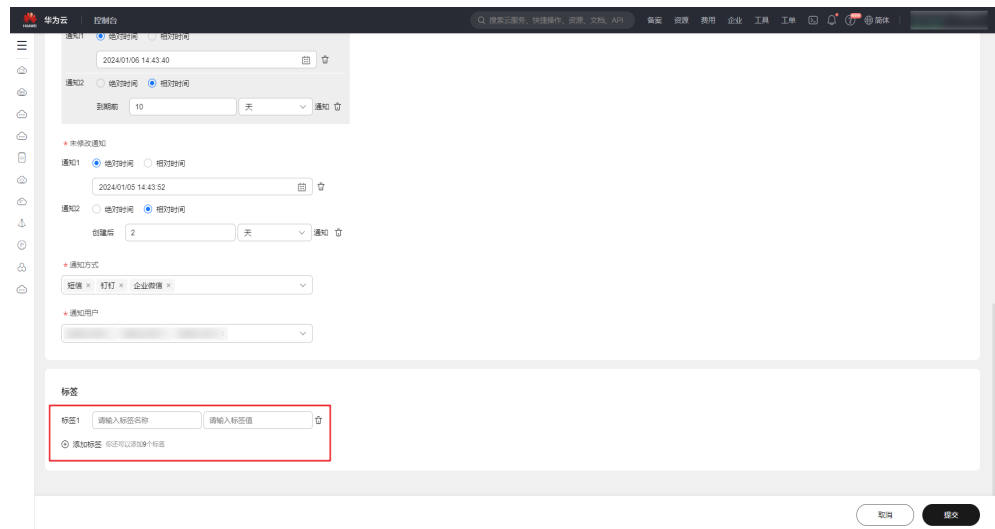 HUAWEI 华为云 控制台 搜索云服务、快捷操作、资源、文档、API 备案 资源 费用 企业 工具 工单 简体
通知1 绝对时间 相对时间
2024/01/06 14:43:40
通知2 绝对时间 相对时间
到期前 10 天 通知
* 未修改通知
通知1 绝对时间 相对时间
2024/01/05 14:43:52
通知2 绝对时间 相对时间
创建后 2 天 通知
* 通知方式
短信 × 钉钉 × 企业微信 ×
* 通知用户
标签
标签1 请输入标签名称 请输入标签值
添加标签 你还可以添加9个标签
取消 提交